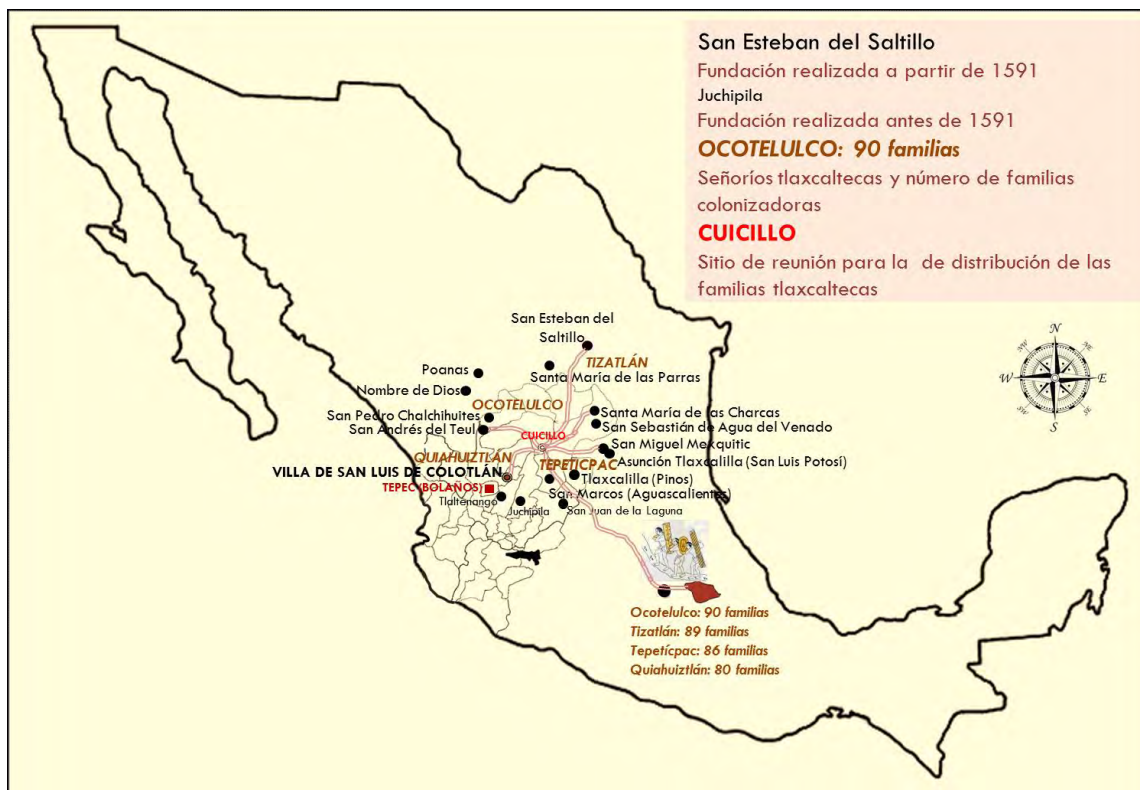 San Esteban del Saltillo
Fundación realizada a partir de 1591
Juchipila
Fundación realizada antes de 1591
OCOTELULCO: 90 familias
Señoríos tlaxcaltecas y número de familias
colonizadoras
CUICILLO
Sitio de reunión para la de distribución de las
familias tlaxcaltecas
San Esteban del
Saltillo
TIZATLÁN
Poanas
Santa María de las Parras
Nombre de Dios
OCOTELULCO
San Pedro Chalchihuites
Santa María de las Charcas
San Andrés del Teul
San Sebastián de Agua del Venado
CUICILLO
San Miguel Mexquitic
QUIAHUIZTLÁN
TEPETICPAC
Asunción Tlaxcalilla (San Luis Potosí)
VILLA DE SAN LUIS DE COLOTLÁN
Tlaxcalilla (Pinos)
TEPEC (BOLAÑOS)
San Marcos (Aguascalientes)
Tlaltenango
Juchipila
San Juan de la Laguna
N
NW
NE
W
E
SW
SE
S
Ocotelulco: 90 familias
Tizatlán: 89 familias
Tepetícpac: 86 familias
Quiahuiztlán: 80 familias